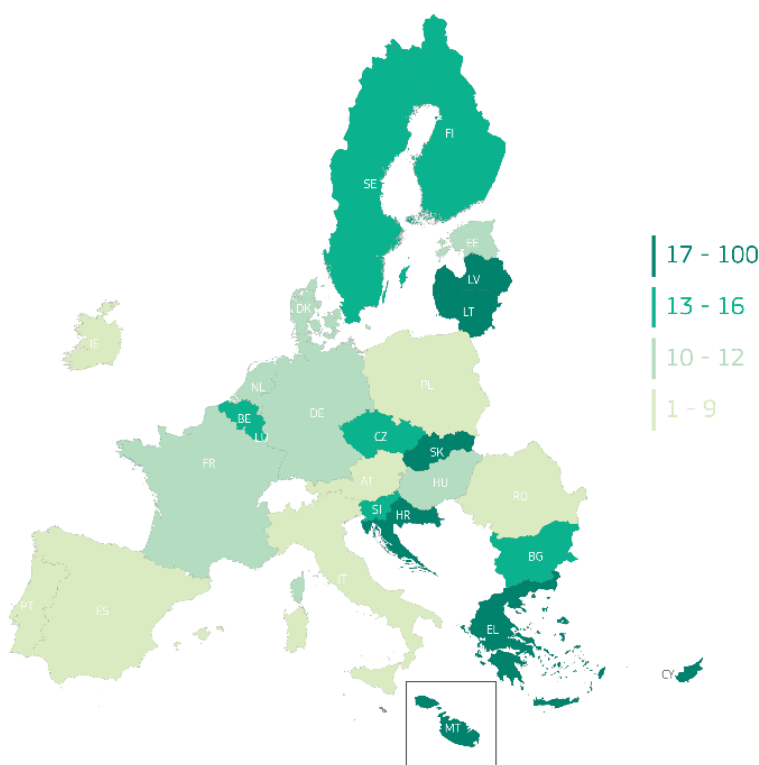 FI
SE
EE
17 - 100
LV
13 - 16
DK
LT
IE
10 - 12
NL
PL
1 - 9
DE
BE
LU
CZ
SK
FR
AT
HU
RO
SI
HR
BG
IT
PT
ES
EL
CY
MT